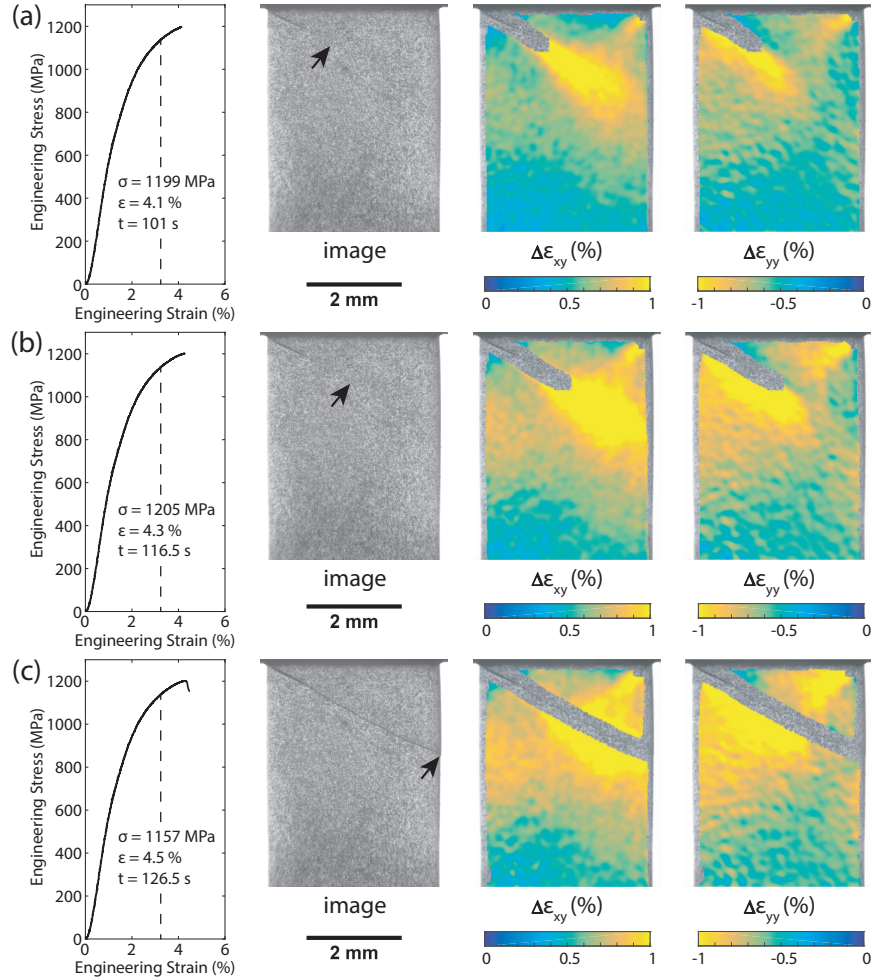 (a)
1200
1000
800
600
400
200
0
Engineering Stress (MPa)
σ = 1199 MPa
ε = 4.1 %
t = 101 s
0 2 4 6
Engineering Strain (%)
image
2 mm
Δε_xy (%)
0 0.5 1
Δε_yy (%)
-1 -0.5 0
(b)
1200
1000
800
600
400
200
0
Engineering Stress (MPa)
σ = 1205 MPa
ε = 4.3 %
t = 116.5 s
0 2 4 6
Engineering Strain (%)
image
2 mm
Δε_xy (%)
0 0.5 1
Δε_yy (%)
-1 -0.5 0
(c)
1200
1000
800
600
400
200
0
Engineering Stress (MPa)
σ = 1157 MPa
ε = 4.5 %
t = 126.5 s
0 2 4 6
Engineering Strain (%)
image
2 mm
Δε_xy (%)
0 0.5 1
Δε_yy (%)
-1 -0.5 0